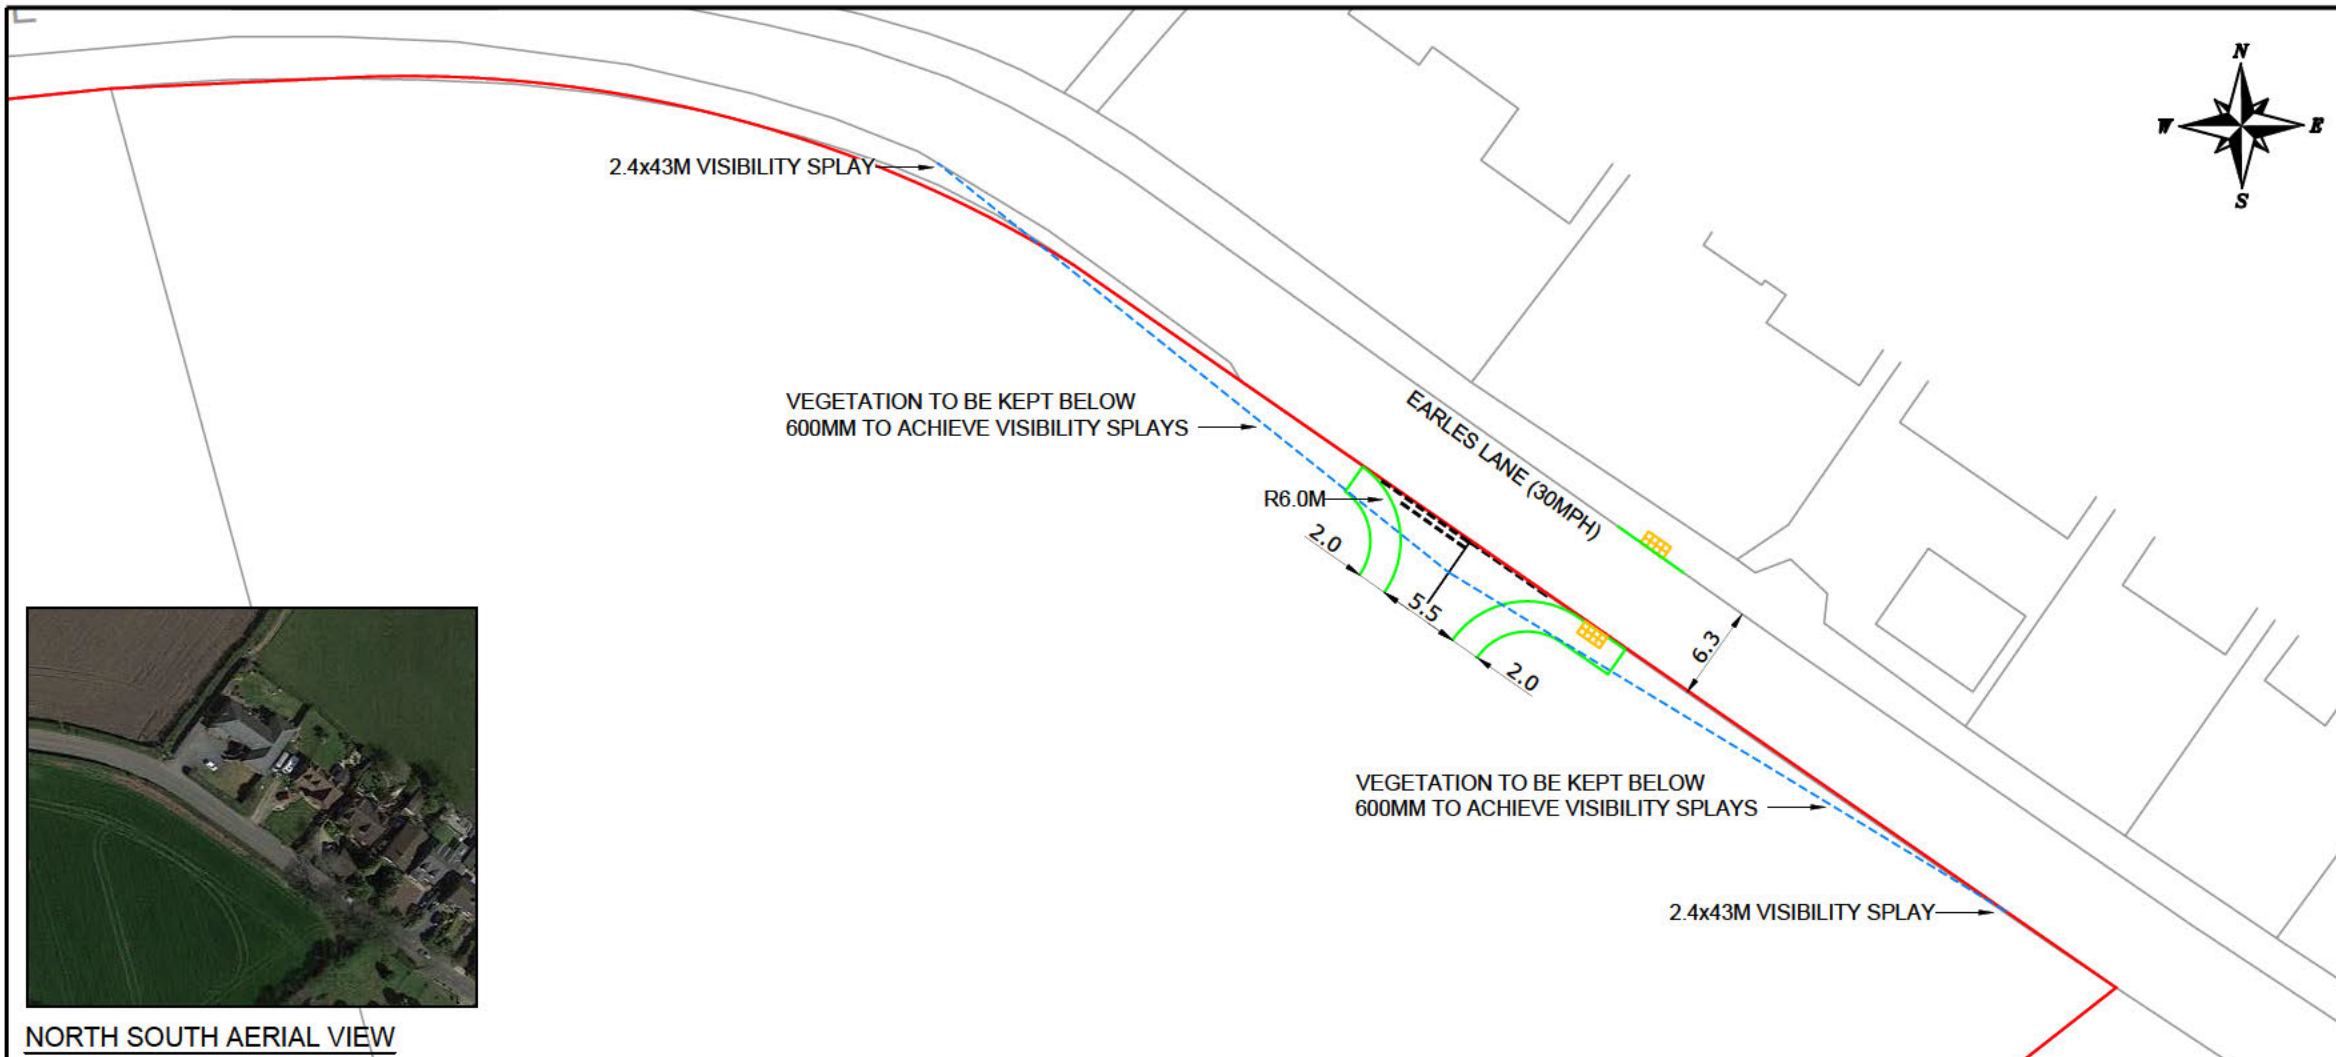 N
W
E
S
2.4x43M VISIBILITY SPLAY
VEGETATION TO BE KEPT BELOW
600MM TO ACHIEVE VISIBILITY SPLAYS
EARLES LANE (30MPH)
R6.0M
2.0
5.5
2.0
6.3
VEGETATION TO BE KEPT BELOW
600MM TO ACHIEVE VISIBILITY SPLAYS
2.4x43M VISIBILITY SPLAY
NORTH SOUTH AERIAL VIEW